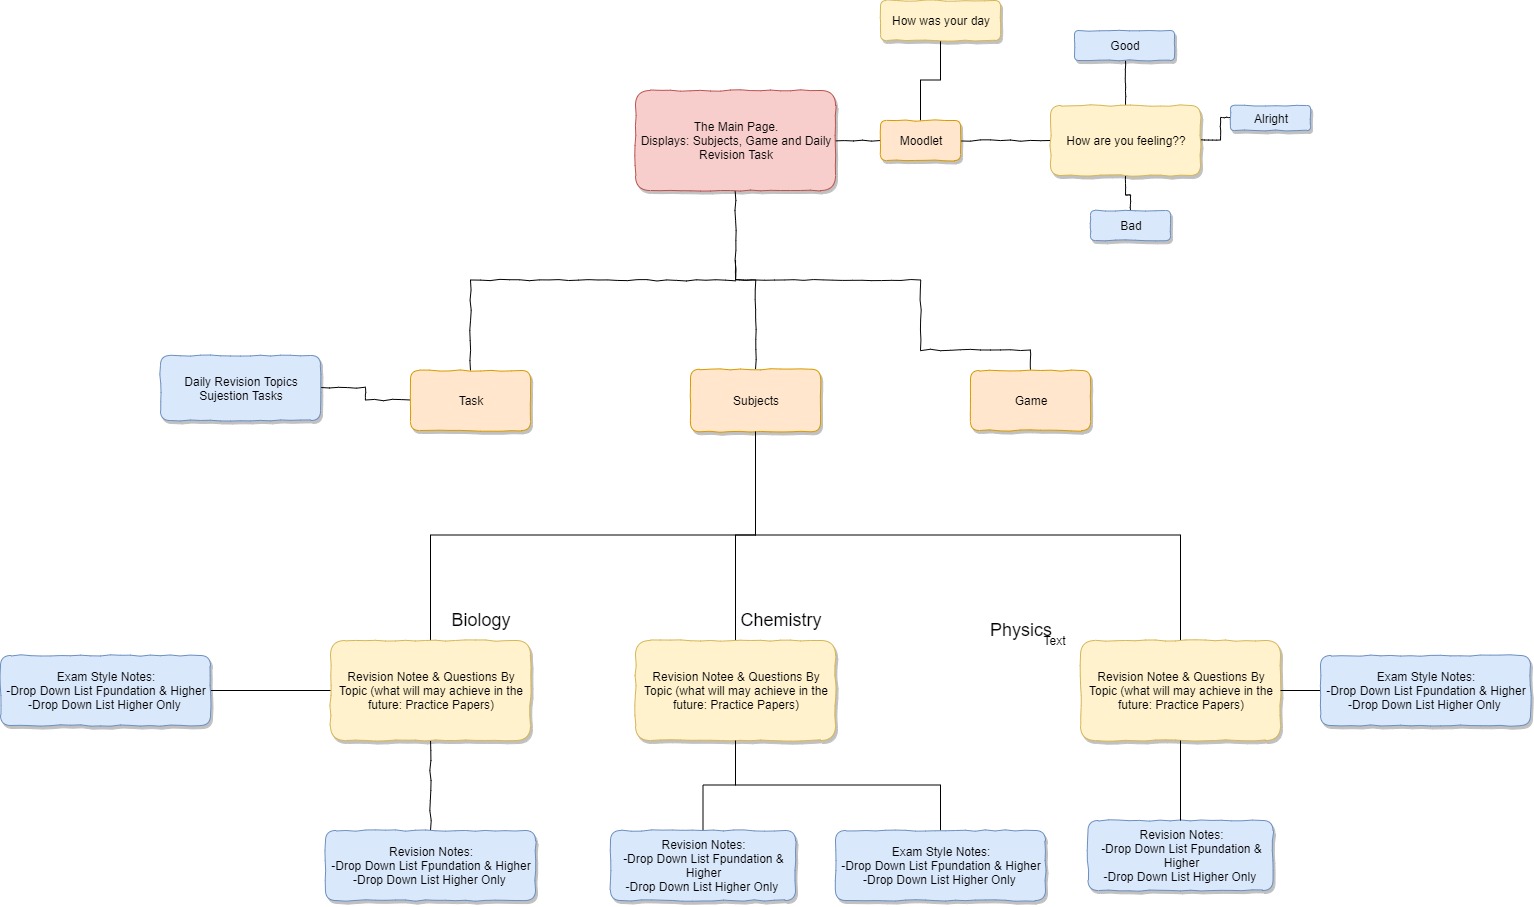 How was your day
Good
The Main Page.
Displays: Subjects, Game and Daily
Revision Task
Moodlet
How are you feeling??
Alright
Bad
Daily Revision Topics
Sujestion Tasks
Task
Subjects
Game
Biology
Chemistry
Physics
Text
Exam Style Notes:
-Drop Down List Fpundation & Higher
-Drop Down List Higher Only
Revision Notee & Questions By
Topic (what will may achieve in the
future: Practice Papers)
Revision Notee & Questions By
Topic (what will may achieve in the
future: Practice Papers)
Revision Notee & Questions By
Topic (what will may achieve in the
future: Practice Papers)
Exam Style Notes:
-Drop Down List Fpundation & Higher
-Drop Down List Higher Only
Revision Notes:
-Drop Down List Fpundation & Higher
-Drop Down List Higher Only
Revision Notes:
-Drop Down List Fpundation &
Higher
-Drop Down List Higher Only
Exam Style Notes:
-Drop Down List Fpundation & Higher
-Drop Down List Higher Only
Revision Notes:
-Drop Down List Fpundation &
Higher
-Drop Down List Higher Only